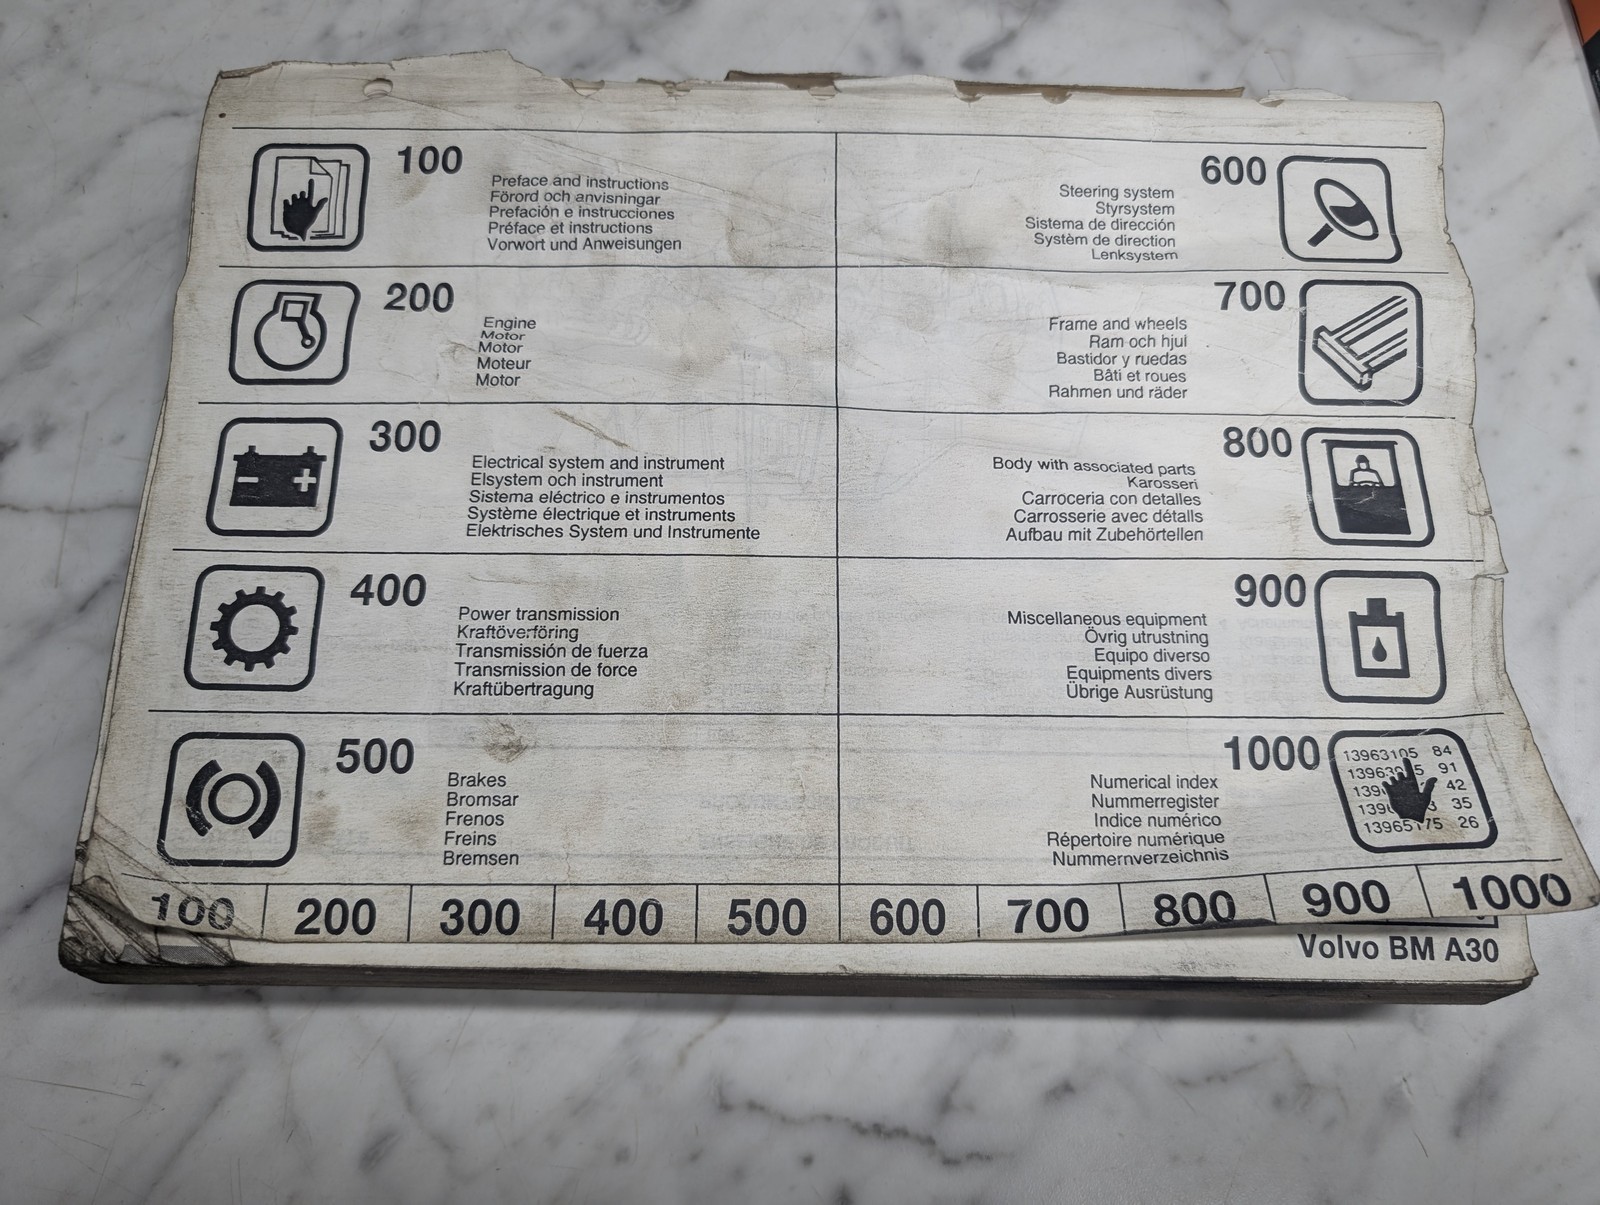 100
Preface and instructions
Förord och anvisningar
Prefación e instrucciones
Préface et instructions
Vorwort und Anweisungen
200
Engine
Motor
Motor
Moteur
Motor
300
Electrical system and instrument
Elsystem och instrument
Sistema eléctrico e instrumentos
Système électrique et instruments
Elektrisches System und Instrumente
400
Power transmission
Kraftöverföring
Transmissión de fuerza
Transmission de force
Kraftübertragung
500
Brakes
Bromsar
Frenos
Freins
Bremsen
600
Steering system
Styrsystem
Sistema de dirección
Systèm de direction
Lenksystem
700
Frame and wheels
Ram och hjul
Bastidor y ruedas
Bâti et roues
Rahmen und räder
800
Body with associated parts
Karosseri
Carroceria con detalles
Carrosserie avec détalls
Aufbau mit Zubehörtellen
900
Miscellaneous equipment
Övrig utrustning
Equipo diverso
Equipments divers
Übrige Ausrüstung
1000
Numerical index
Nummerregister
Indice numérico
Répertoire numérique
Nummernverzeichnis
13963105 84
91
42
35
13965175 26
100 200 300 400 500 600 700 800 900 1000
Volvo BM A30